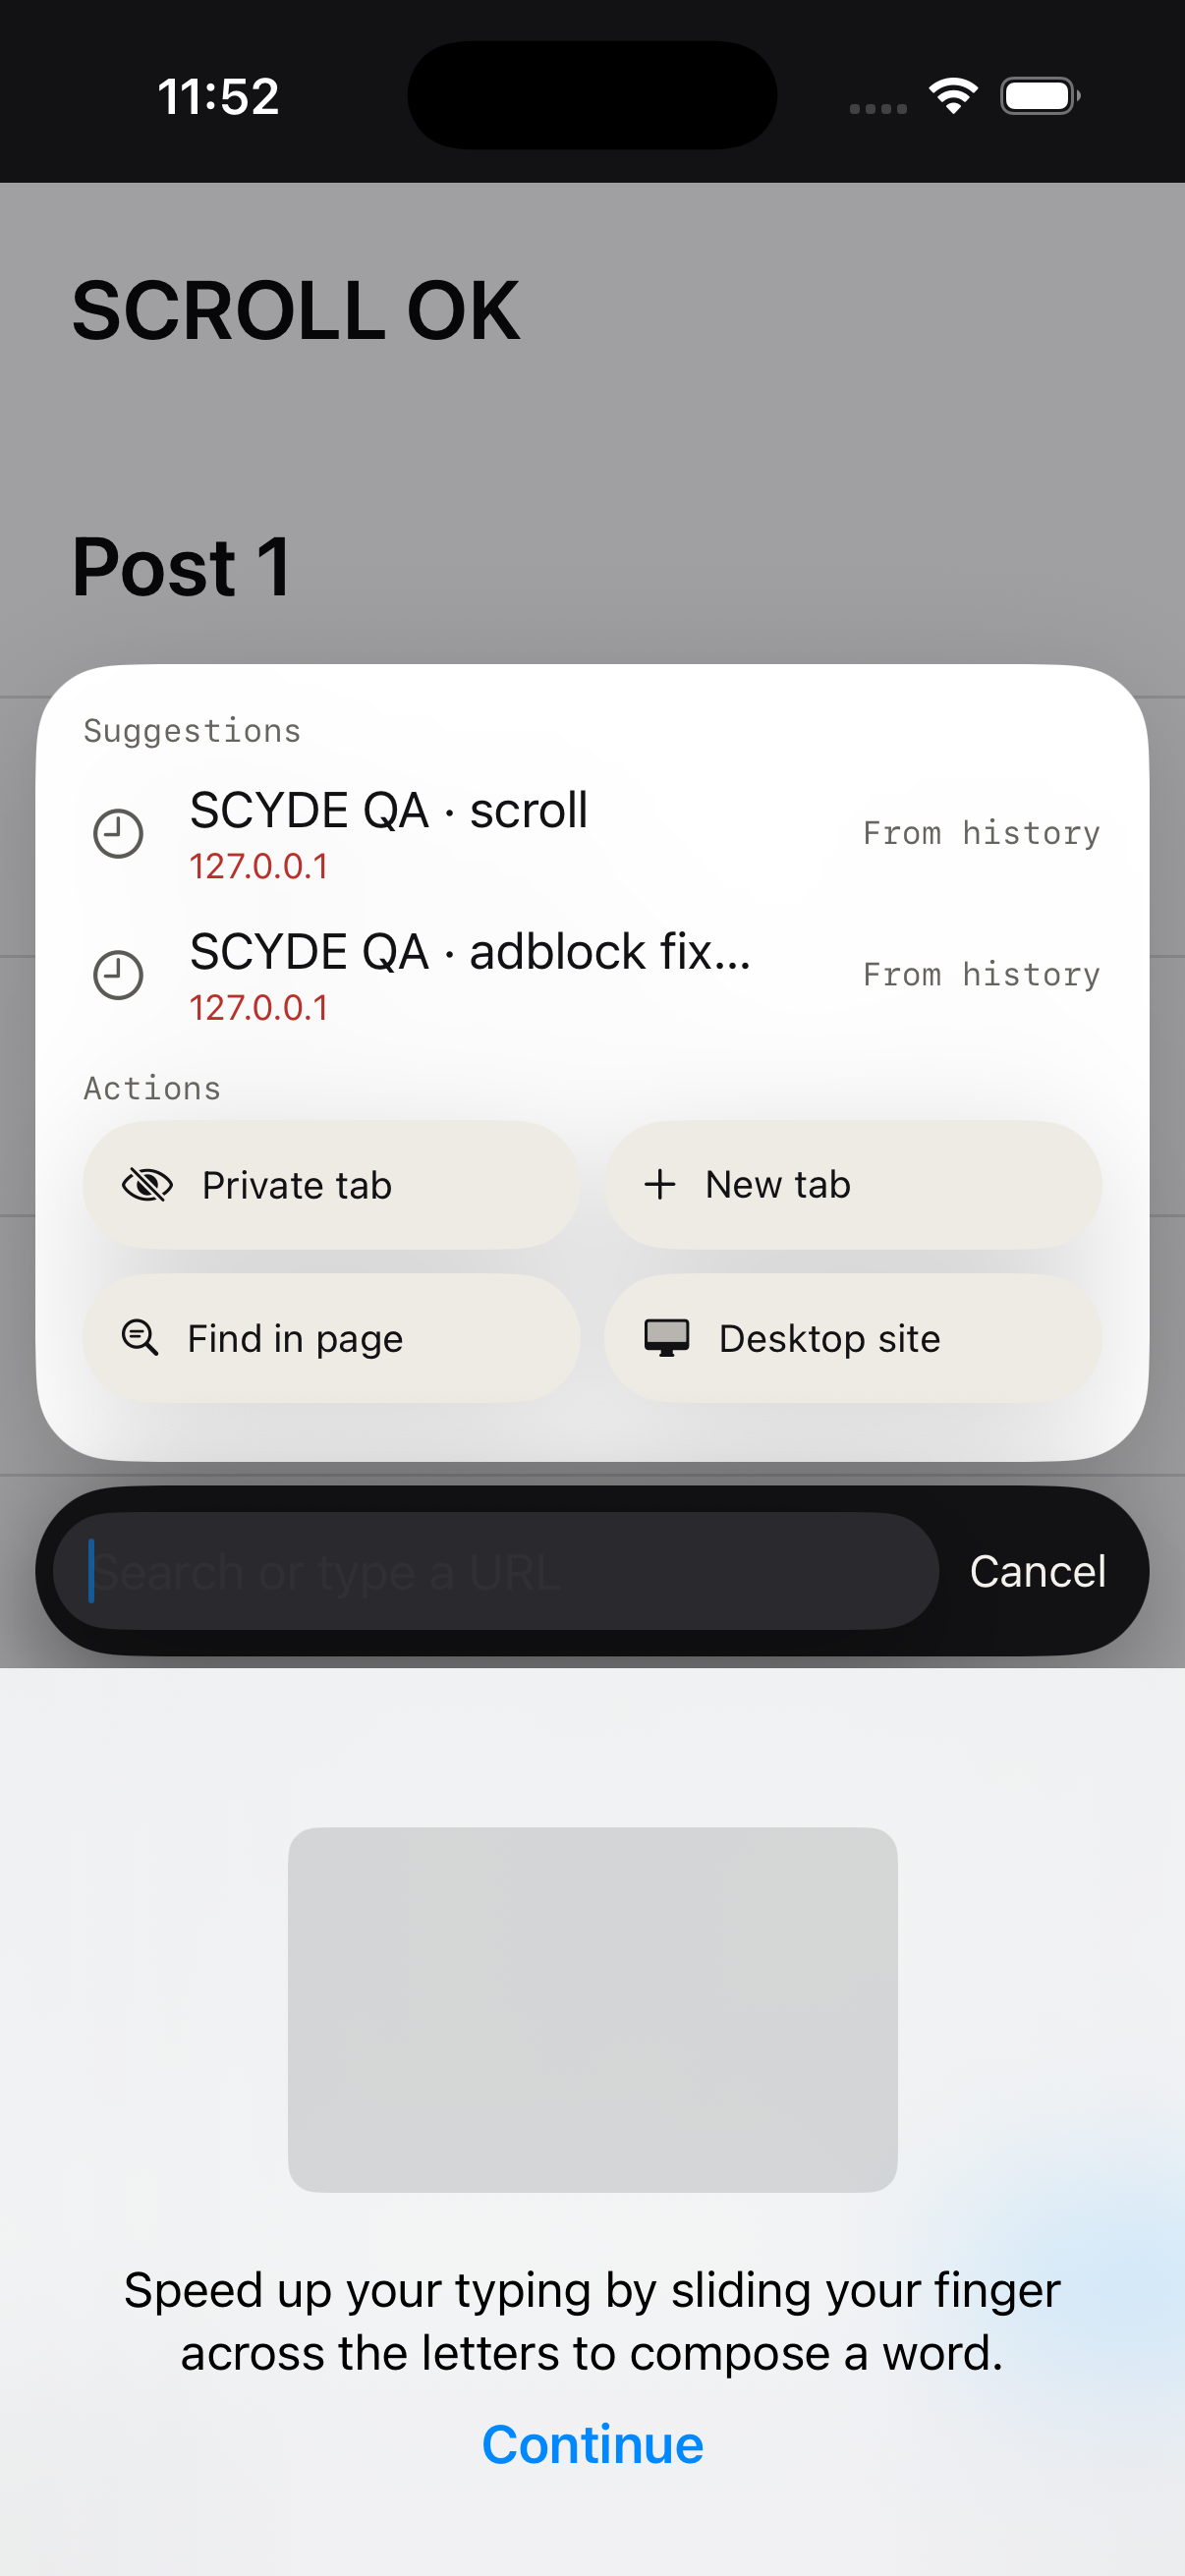 11:52
SCROLL OK
Post 1
Suggestions
SCYDE QA · scroll
127.0.0.1
From history
SCYDE QA · adblock fix...
127.0.0.1
From history
Actions
Private tab
New tab
Find in page
Desktop site
Search or type a URL
Cancel
Speed up your typing by sliding your finger
across the letters to compose a word.
Continue